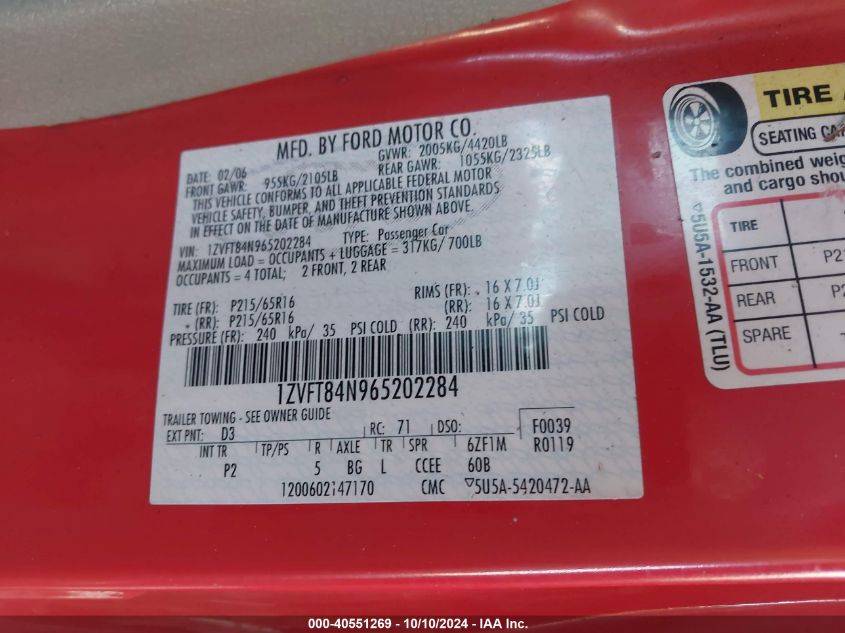 MFD. BY FORD MOTOR CO.
DATE: 02/06 GVWR: 2005KG/4420LB
FRONT GAWR: 955KG/2105LB REAR GAWR: 1055KG/2325LB
THIS VEHICLE CONFORMS TO ALL APPLICABLE FEDERAL MOTOR
VEHICLE SAFETY, BUMPER, AND THEFT PREVENTION STANDARDS
IN EFFECT ON THE DATE OF MANUFACTURE SHOWN ABOVE.
VIN: 1ZVFT84N965202284 TYPE: Passenger Car
MAXIMUM LOAD = OCCUPANTS + LUGGAGE = 317KG/700LB
OCCUPANTS = 4 TOTAL; 2 FRONT, 2 REAR
TIRE (FR): P215/65R16 RIMS(FR): 16 X 7.0J
(RR): P215/65R16 (RR): 16 X 7.0J
PRESSURE (FR): 240 kPa/ 35 PSI COLD (RR): 240 kPa/ 35 PSI COLD
1ZVFT84N965202284
TRAILER TOWING - SEE OWNER GUIDE
EXT PNT: D3 RC: 71 DSO: F0039
INT TR TP/PS R AXLE TR SPR 6ZF1M R0119
P2 5 BG L CCEE 60B
1200602147170 CMC ▽5U5A-5420472-AA
TIRE
SEATING
The combined
and cargo
▽5U5A-1532-AA (TLU)
TIRE
FRONT
REAR
SPARE
000-40551269 - 10/10/2024 - IAA Inc.